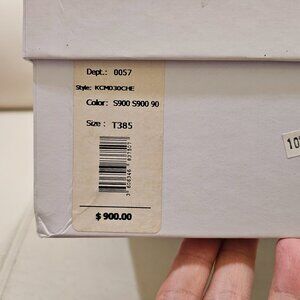 Dept.: 0057
Style: KCM030CHE
Color: S900 S900 90
Size: T385
$ 900.00